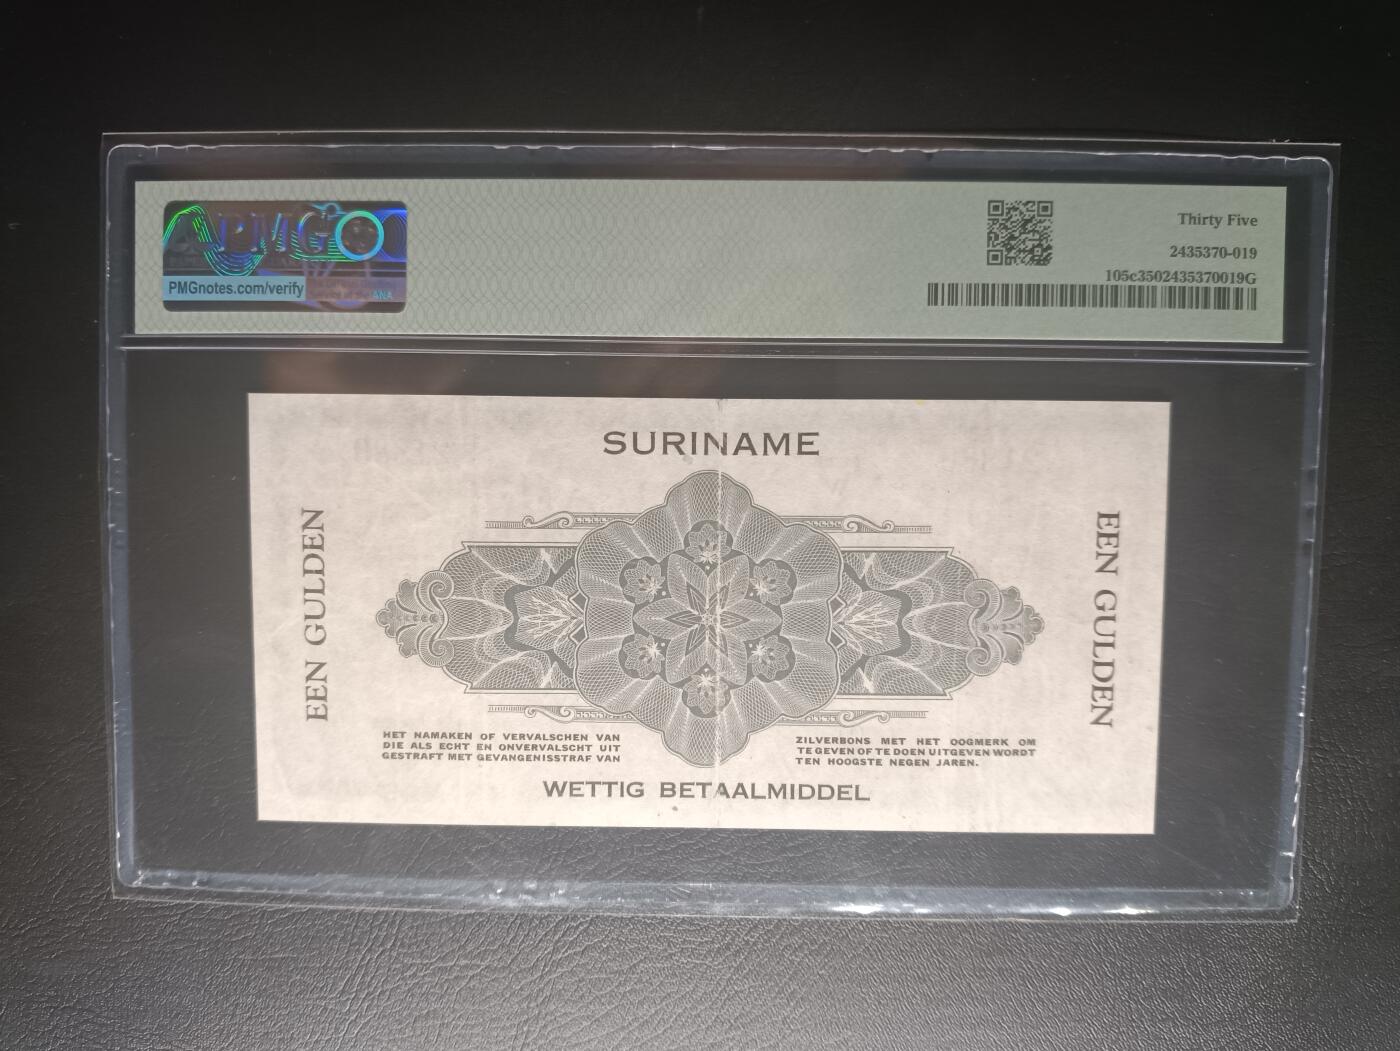 PMG
PMGnotes.com/verify
ANA
Thirty Five
2435370-019
105c3502435370019G
SURINAME
EEN GULDEN
EEN GULDEN
HET NAMAKEN OF VERVALSCHEN VAN
DIE ALS ECHT EN ONVERVALSCHT UIT
GESTRAFT MET GEVANGENISSTRAF VAN
ZILVERBONS MET HET OOGMERK OM
TE GEVEN OF TE DOEN UITGEVEN WORDT
TEN HOOGSTE NEGEN JAREN.
WETTIG BETAALMIDDEL